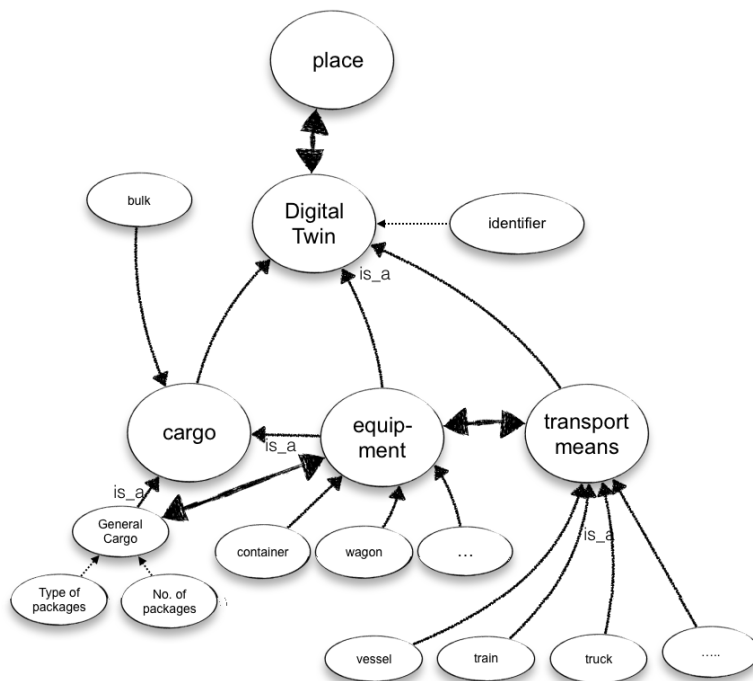 place
bulk
Digital
Twin
identifier
is_a
cargo
equip-
ment
transport
means
is_a
is_a
General
Cargo
container
wagon
...
is_a
Type of
packages
No. of
packages
vessel
train
truck
.....